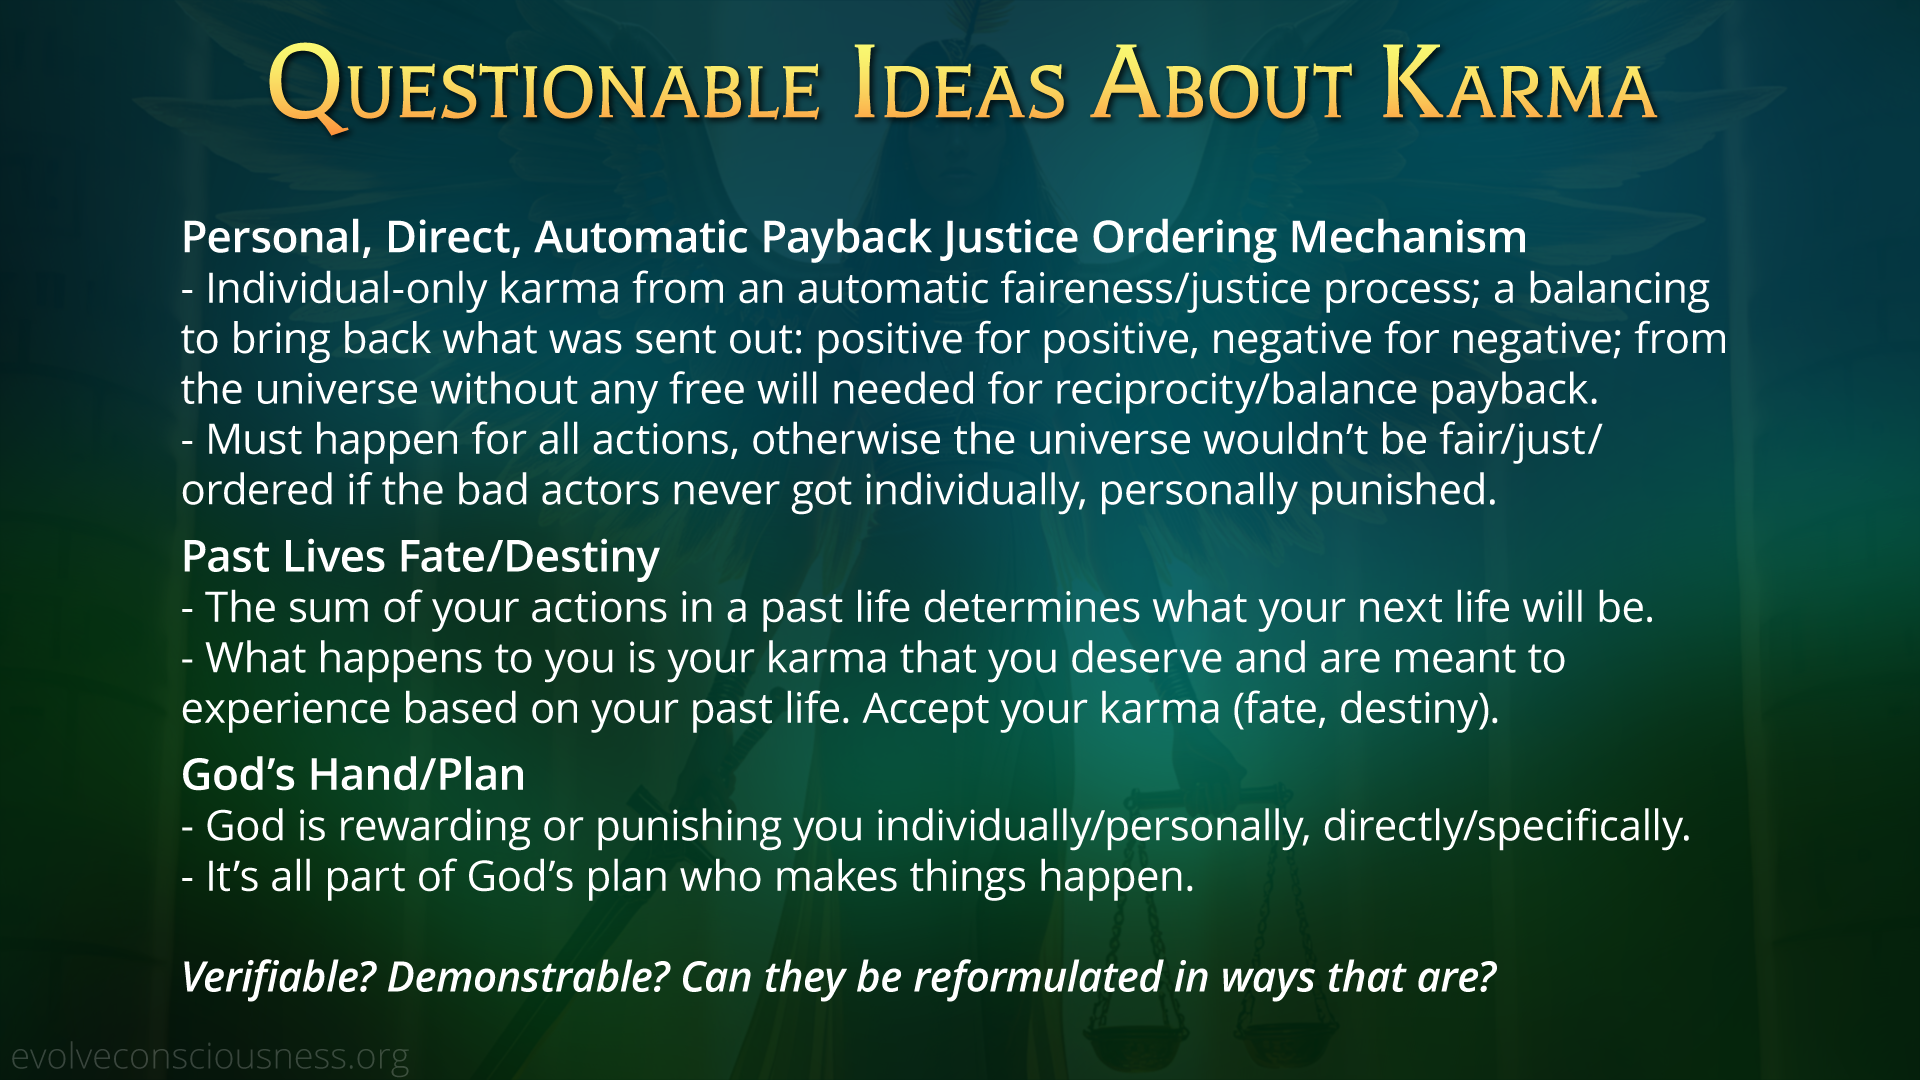 Questionable Ideas About Karma
Personal, Direct, Automatic Payback Justice Ordering Mechanism
- Individual-only karma from an automatic faireness/justice process; a balancing
to bring back what was sent out: positive for positive, negative for negative; from
the universe without any free will needed for reciprocity/balance payback.
- Must happen for all actions, otherwise the universe wouldn’t be fair/just/
ordered if the bad actors never got individually, personally punished.
Past Lives Fate/Destiny
- The sum of your actions in a past life determines what your next life will be.
- What happens to you is your karma that you deserve and are meant to
experience based on your past life. Accept your karma (fate, destiny).
God’s Hand/Plan
- God is rewarding or punishing you individually/personally, directly/specifically.
- It’s all part of God’s plan who makes things happen.
Verifiable? Demonstrable? Can they be reformulated in ways that are?
evolveconsciousness.org